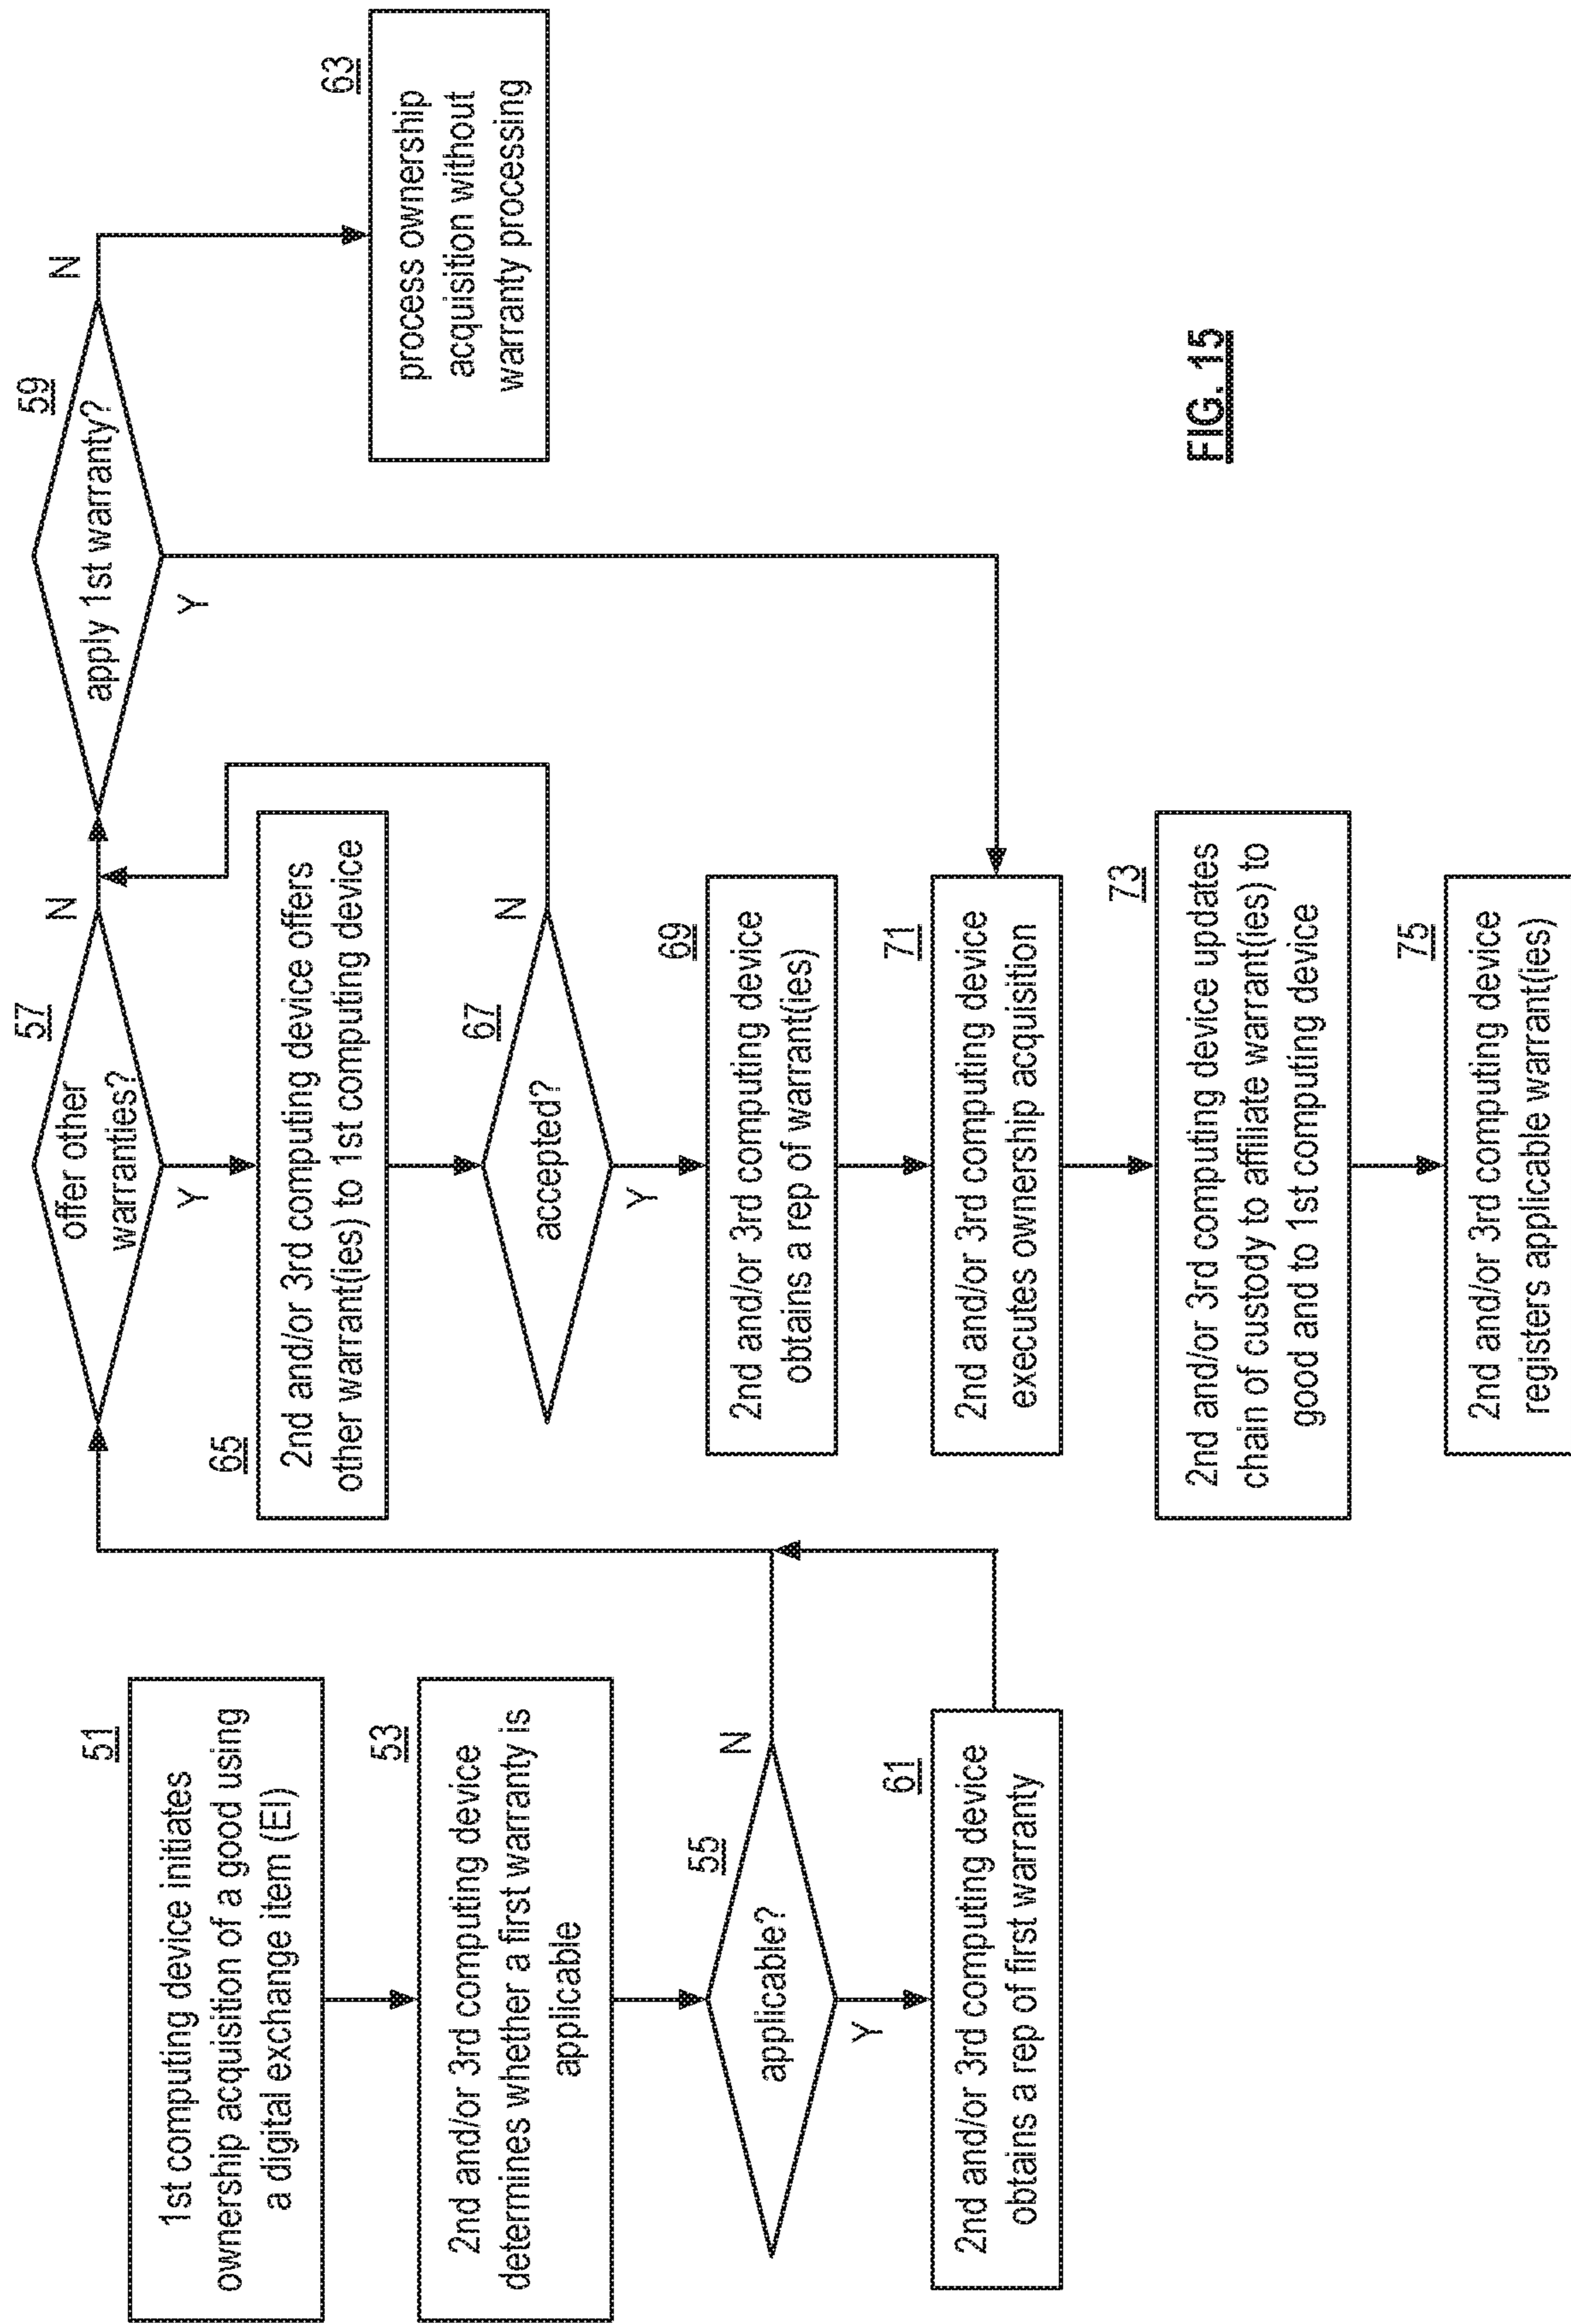 51
1st computing device initiates
ownership acquisition of a good using
a digital exchange item (EI)
53
2nd and/or 3rd computing device
determines whether a first warranty is
applicable
55
applicable?
N
Y
61
2nd and/or 3rd computing device
obtains a rep of first warranty
57
offer other
warranties?
N
Y
65
2nd and/or 3rd computing device offers
other warrant(ies) to 1st computing device
67
accepted?
N
Y
69
2nd and/or 3rd computing device
obtains a rep of warrant(ies)
71
2nd and/or 3rd computing device
executes ownership acquisition
73
2nd and/or 3rd computing device updates
chain of custody to affiliate warrant(ies) to
good and to 1st computing device
75
2nd and/or 3rd computing device
registers applicable warrant(ies)
59
apply 1st warranty?
N
Y
63
process ownership
acquisition without
warranty processing
FIG. 15